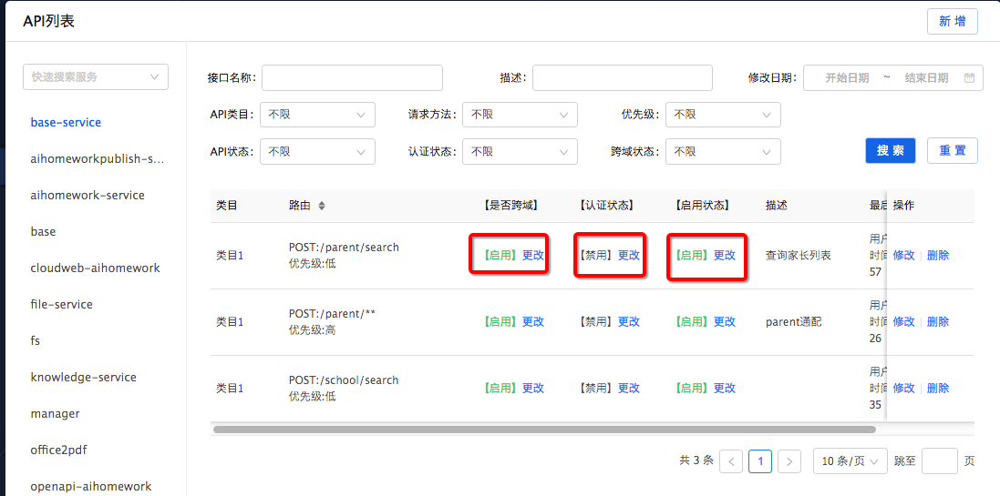 API列表
新 增
快速搜索服务
base-service
aihomeworkpublish-s...
aihomework-service
base
cloudweb-aihomework
file-service
fs
knowledge-service
manager
office2pdf
openapi-aihomework
接口名称:
描述:
修改日期: 开始日期 ~ 结束日期
API类目: 不限
请求方法: 不限
优先级: 不限
API状态: 不限
认证状态: 不限
跨域状态: 不限
搜 索
重 置
类目 路由 【是否跨域】 【认证状态】 【启用状态】 描述 最后 操作
类目1
POST:/parent/search
优先级:低
【启用】更改
【禁用】更改
【启用】更改
查询家长列表
用户
时间
57
修改 删除
类目1
POST:/parent/**
优先级:高
【启用】更改
【禁用】更改
【启用】更改
parent通配
用户
时间
26
修改 删除
类目1
POST:/school/search
优先级:低
【启用】更改
【禁用】更改
【启用】更改
用户
时间
35
修改 删除
共 3 条 < 1 > 10 条/页 跳至 页